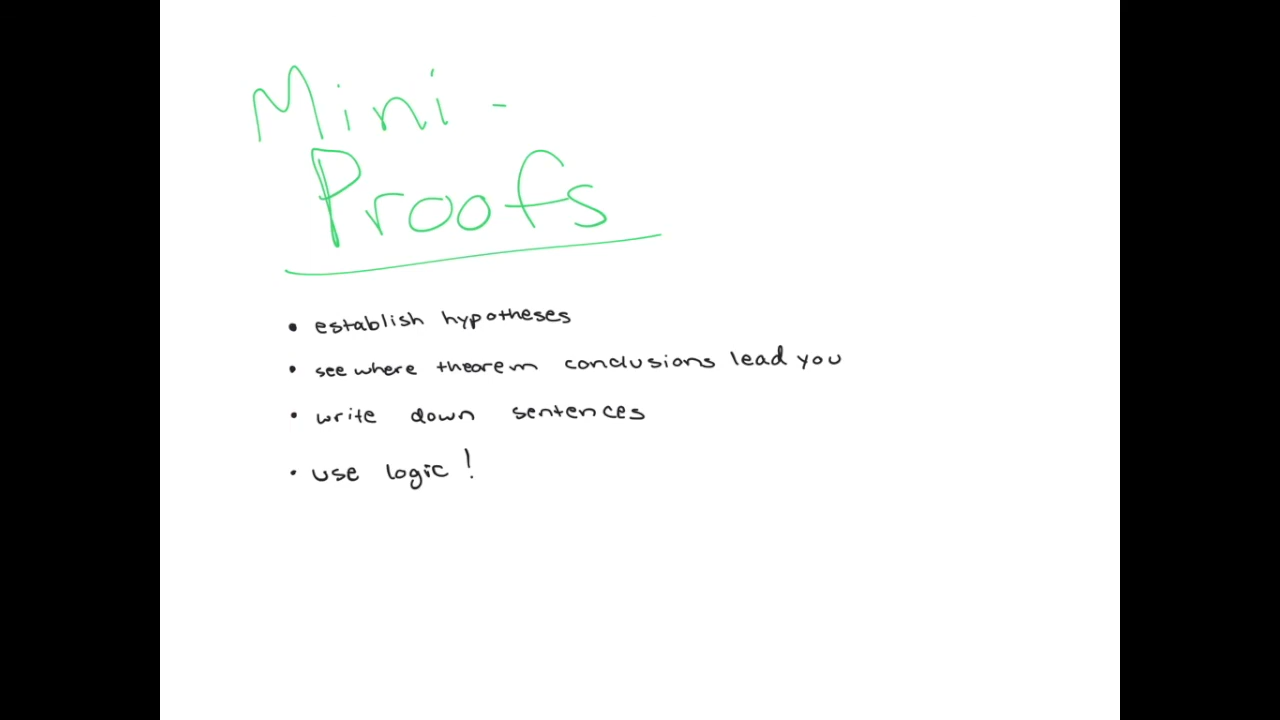 Mini -
Proofs
• establish hypotheses
• see where theorem conclusions lead you
• write down sentences
• use logic!